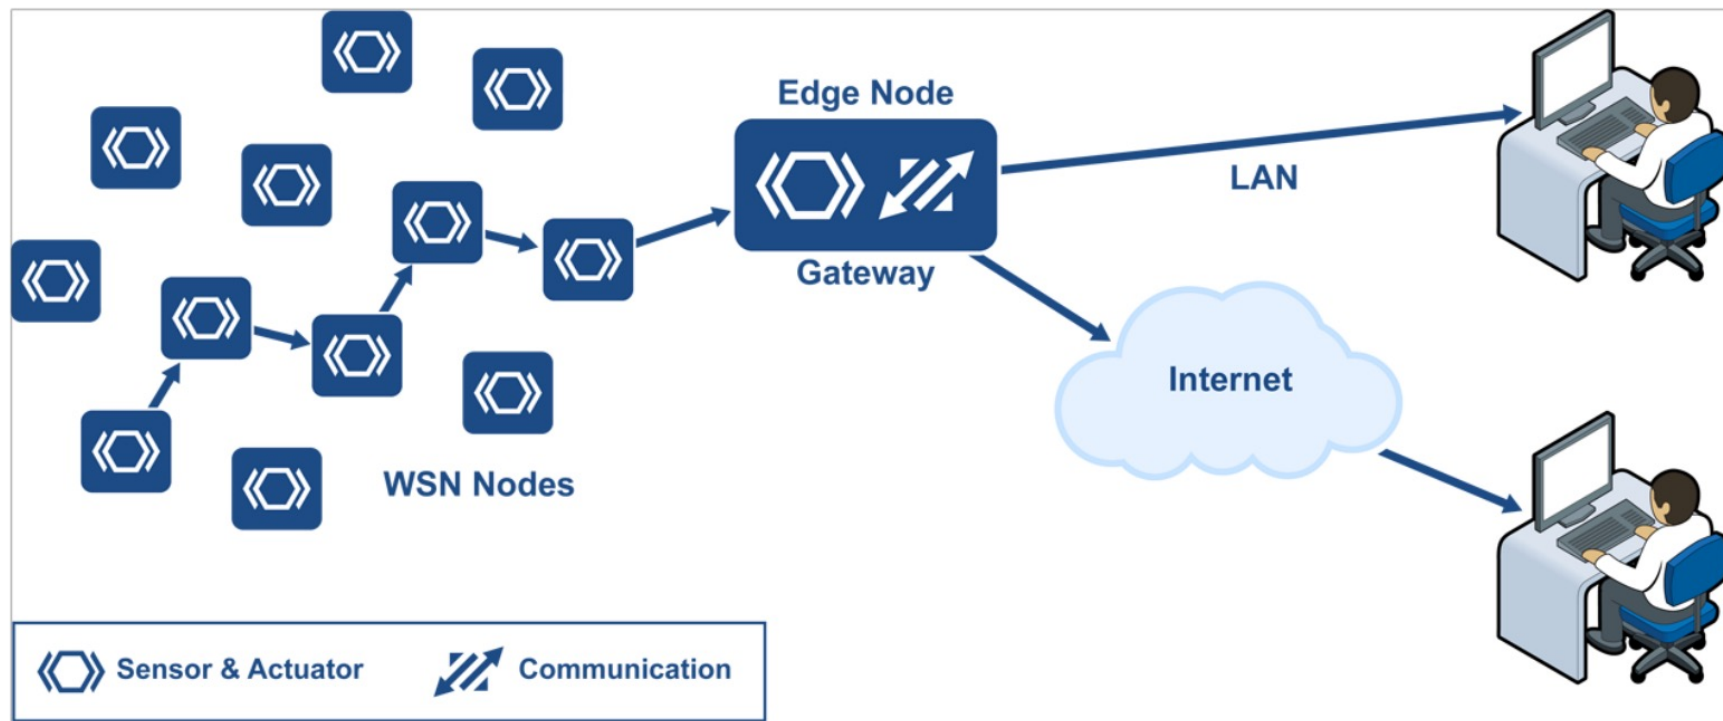 Edge Node
Gateway
LAN
Internet
WSN Nodes
Sensor & Actuator
Communication